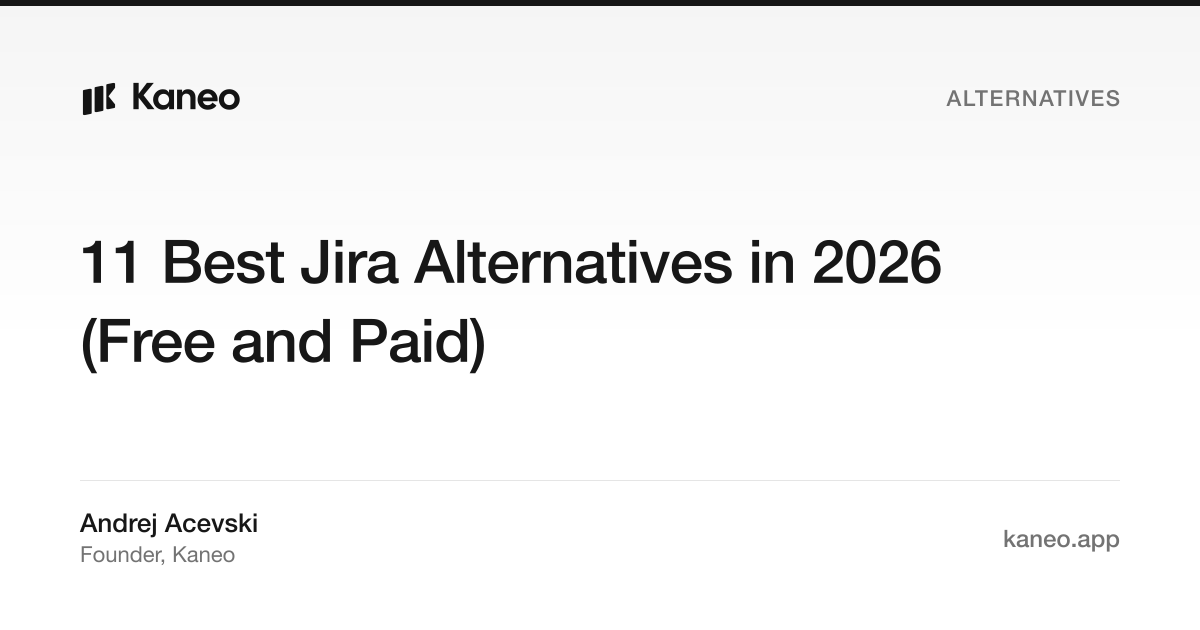 Kaneo
ALTERNATIVES
11 Best Jira Alternatives in 2026
(Free and Paid)
Andrej Acevski
Founder, Kaneo
kaneo.app